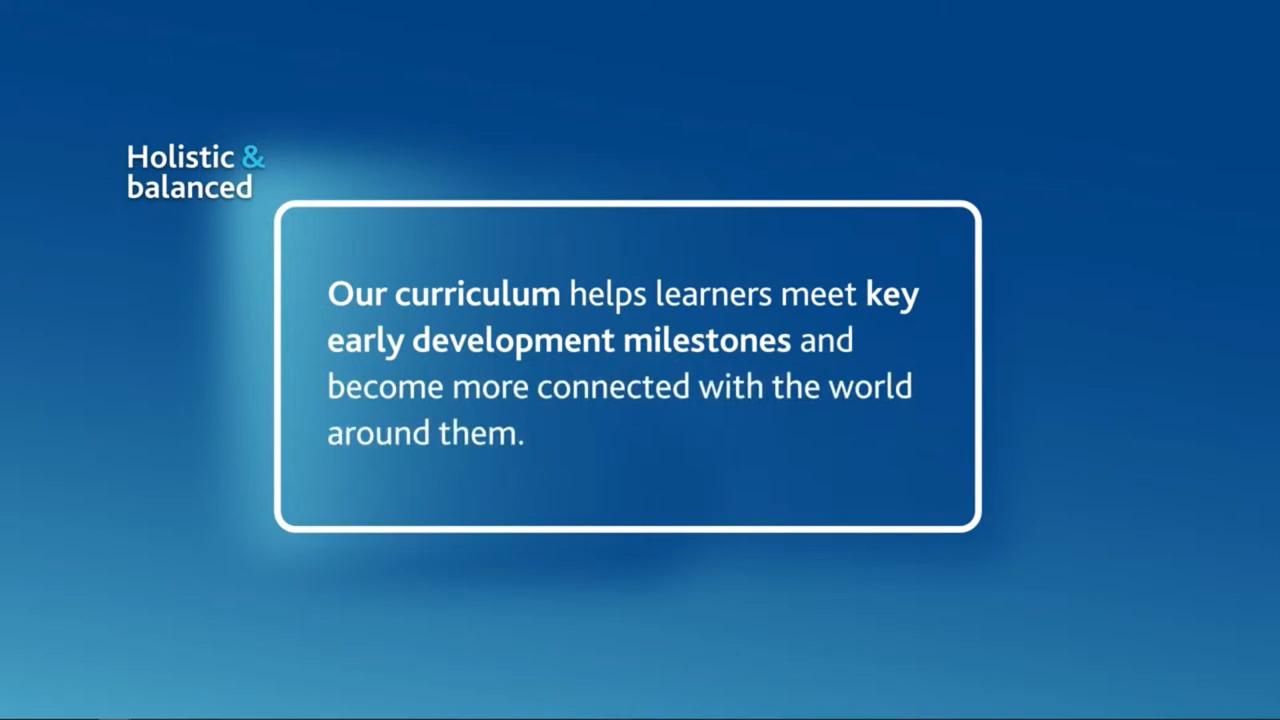 Holistic &
balanced
Our curriculum helps learners meet key
early development milestones and
become more connected with the world
around them.